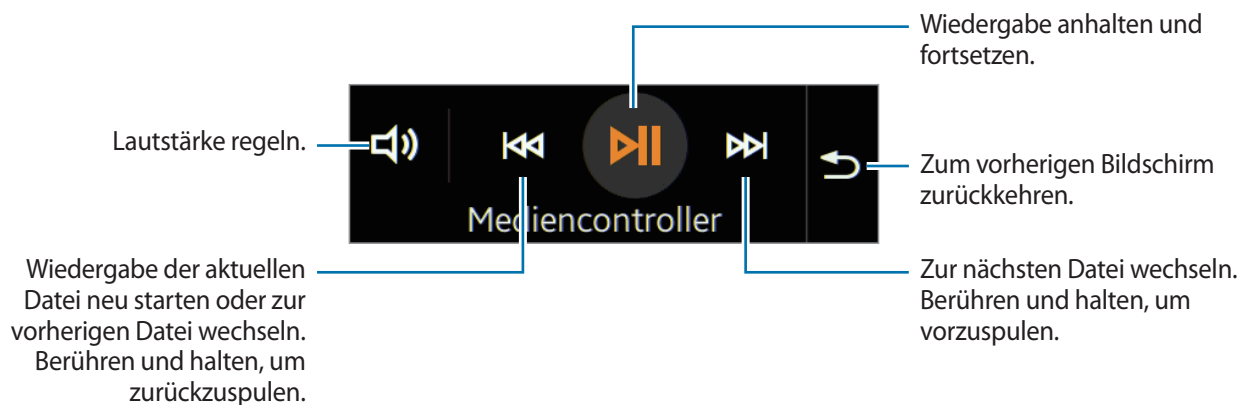 Wiedergabe anhalten und
fortsetzen.
Lautstärke regeln.
Zum vorherigen Bildschirm
zurückkehren.
Mediencontroller
Wiedergabe der aktuellen
Datei neu starten oder zur
vorherigen Datei wechseln.
Berühren und halten, um
zurückzuspulen.
Zur nächsten Datei wechseln.
Berühren und halten, um
vorzuspulen.